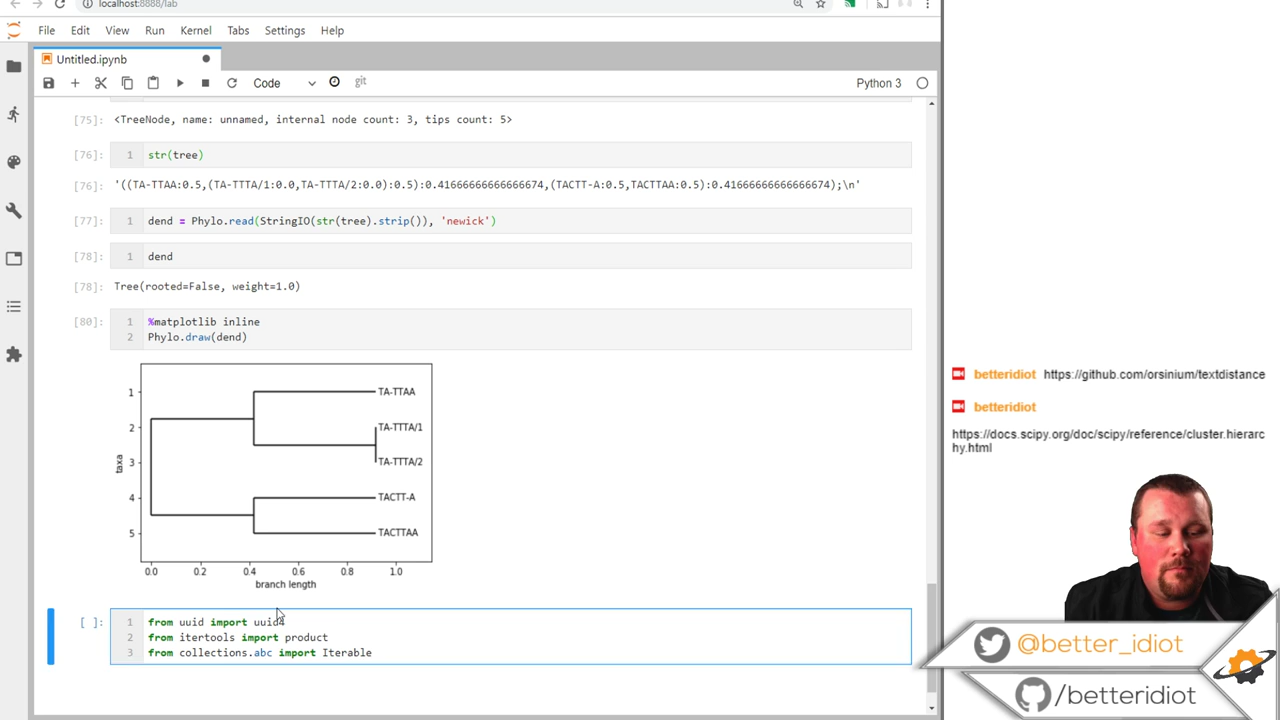 localhost:8888/lab
File Edit View Run Kernel Tabs Settings Help
Untitled.ipynb
Code git Python 3
[75]: <TreeNode, name: unnamed, internal node count: 3, tips count: 5>
[76]: 1 str(tree)
[76]: '((TA-TTAA:0.5,(TA-TTTA/1:0.0,TA-TTTA/2:0.0):0.5):0.41666666666666674,(TACTT-A:0.5,TACTTAA:0.5):0.41666666666666674);\n'
[77]: 1 dend = Phylo.read(StringIO(str(tree).strip()), 'newick')
[78]: 1 dend
[78]: Tree(rooted=False, weight=1.0)
[80]: 1 %matplotlib inline
2 Phylo.draw(dend)
1 TA-TTAA
2 TA-TTTA/1
3 TA-TTTA/2
4 TACTT-A
5 TACTTAA
taxa
0.0 0.2 0.4 0.6 0.8 1.0
branch length
[ ]: 1 from uuid import uuid4
2 from itertools import product
3 from collections.abc import Iterable
betteridiot https://github.com/orsinium/textdistance
betteridiot
https://docs.scipy.org/doc/scipy/reference/cluster.hierarc
hy.html
@better_idiot
/betteridiot